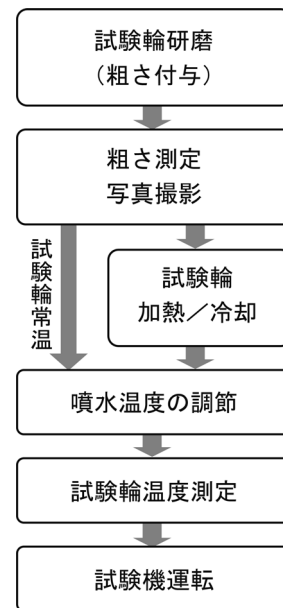 試験輪研磨
（粗さ付与）
粗さ測定
写真撮影
試験輪常温
試験輪
加熱／冷却
噴水温度の調節
試験輪温度測定
試験機運転